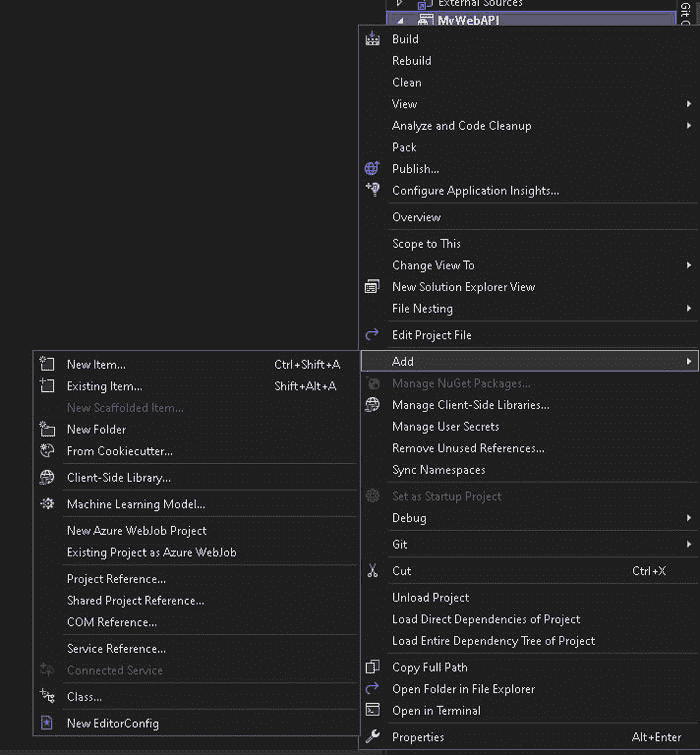 External Sources
MyWebAPI
Git C
Build
Rebuild
Clean
View
Analyze and Code Cleanup
Pack
Publish...
Configure Application Insights...
Overview
Scope to This
Change View To
New Solution Explorer View
File Nesting
Edit Project File
Add
Manage NuGet Packages...
Manage Client-Side Libraries...
Manage User Secrets
Remove Unused References...
Sync Namespaces
Set as Startup Project
Debug
Git
Cut Ctrl+X
Unload Project
Load Direct Dependencies of Project
Load Entire Dependency Tree of Project
Copy Full Path
Open Folder in File Explorer
Open in Terminal
Properties Alt+Enter
New Item... Ctrl+Shift+A
Existing Item... Shift+Alt+A
New Scaffolded Item...
New Folder
From Cookiecutter...
Client-Side Library...
Machine Learning Model...
New Azure WebJob Project
Existing Project as Azure WebJob
Project Reference...
Shared Project Reference...
COM Reference...
Service Reference...
Connected Service
Class...
New EditorConfig